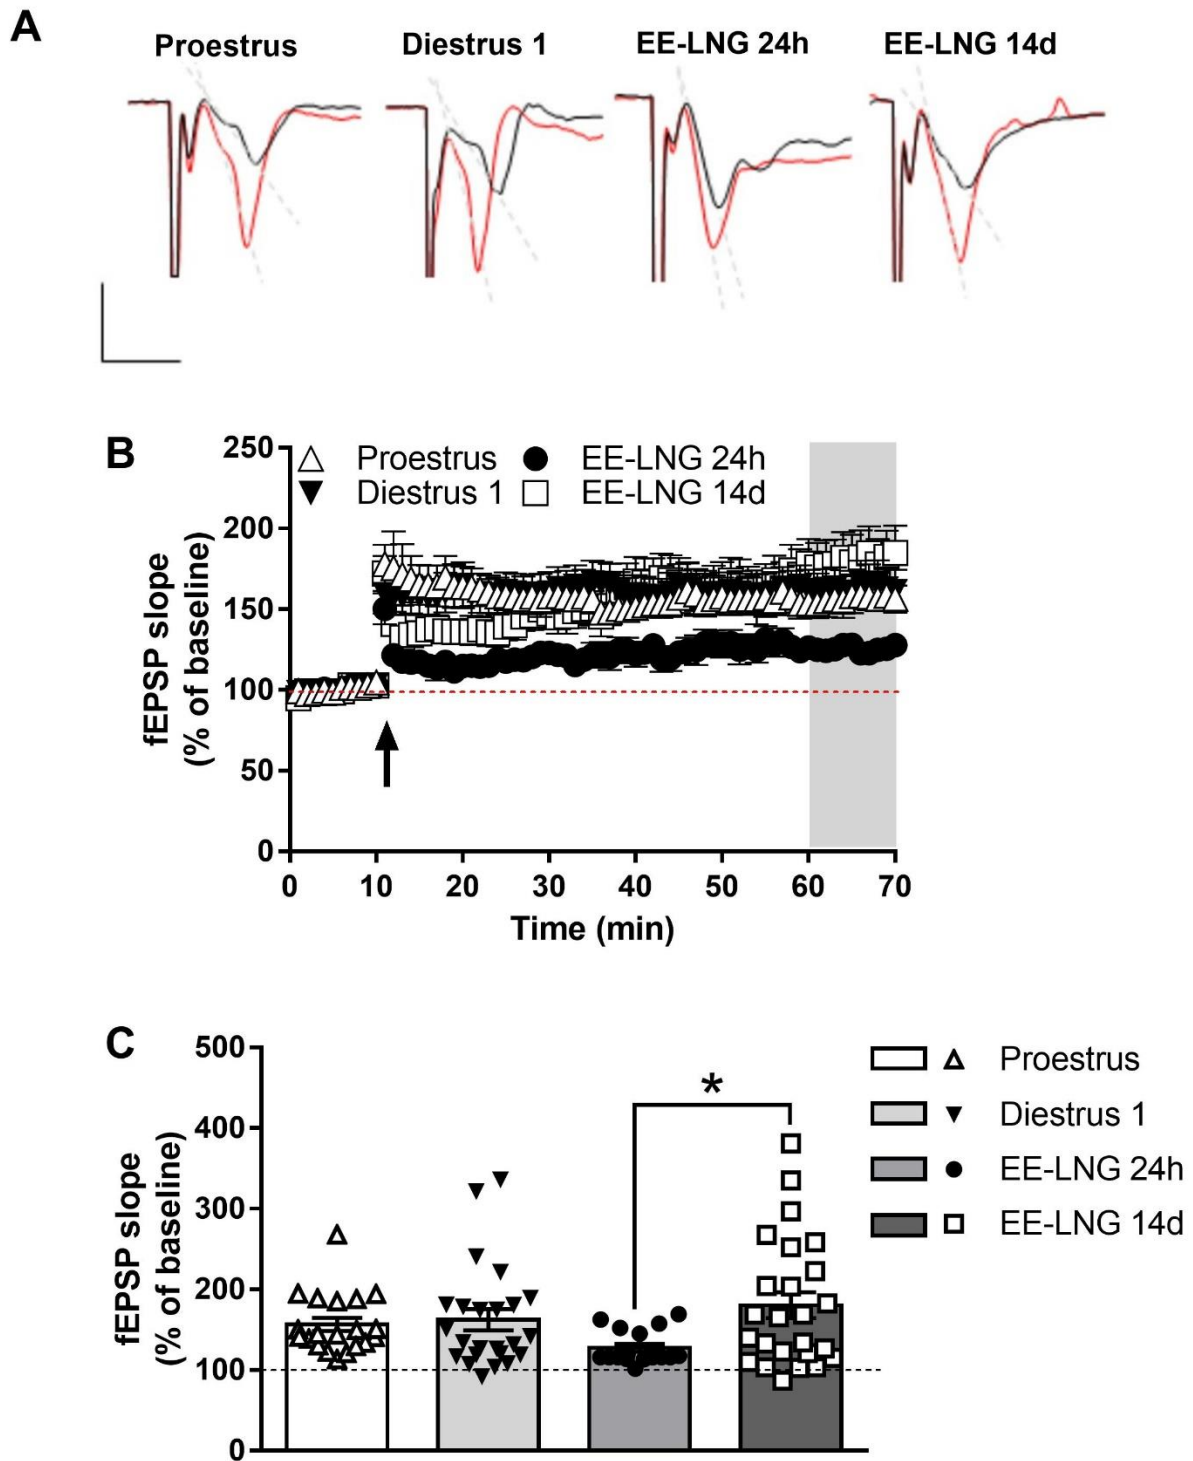 A
Proestrus Diestrus 1 EE-LNG 24h EE-LNG 14d
B
250
200
150
100
50
0
fEPSP slope
(% of baseline)
Proestrus EE-LNG 24h
Diestrus 1 EE-LNG 14d
0 10 20 30 40 50 60 70
Time (min)
C
500
400
300
200
100
0
fEPSP slope
(% of baseline)
*
Proestrus
Diestrus 1
EE-LNG 24h
EE-LNG 14d